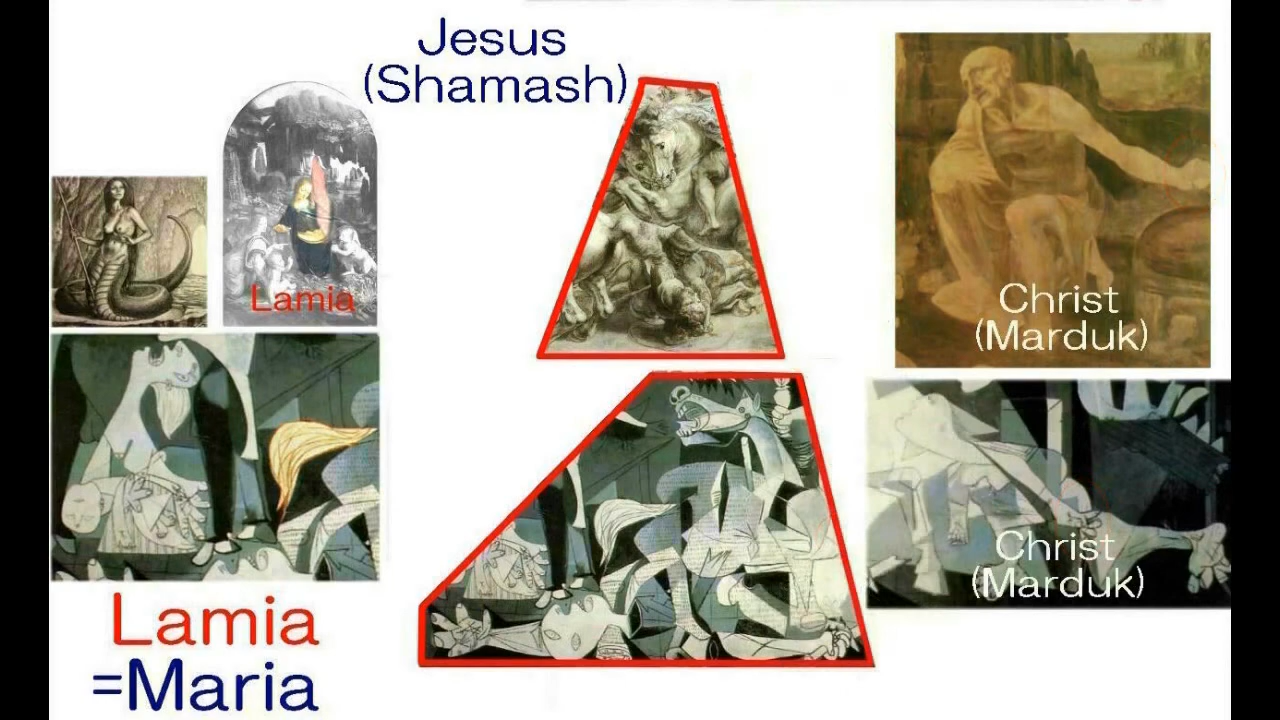 Jesus
(Shamash)
Lamia
Christ
(Marduk)
Christ
(Marduk)
Lamia
=Maria